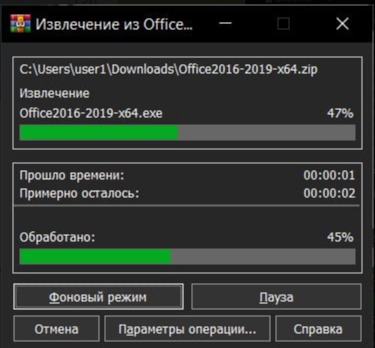 Извлечение из Office...
C:\Users\user1\Downloads\Office2016-2019-x64.zip
Извлечение
Office2016-2019-x64.exe 47%
Прошло времени: 00:00:01
Примерно осталось: 00:00:02
Обработано: 45%
Фоновый режим Пауза
Отмена Параметры операции... Справка